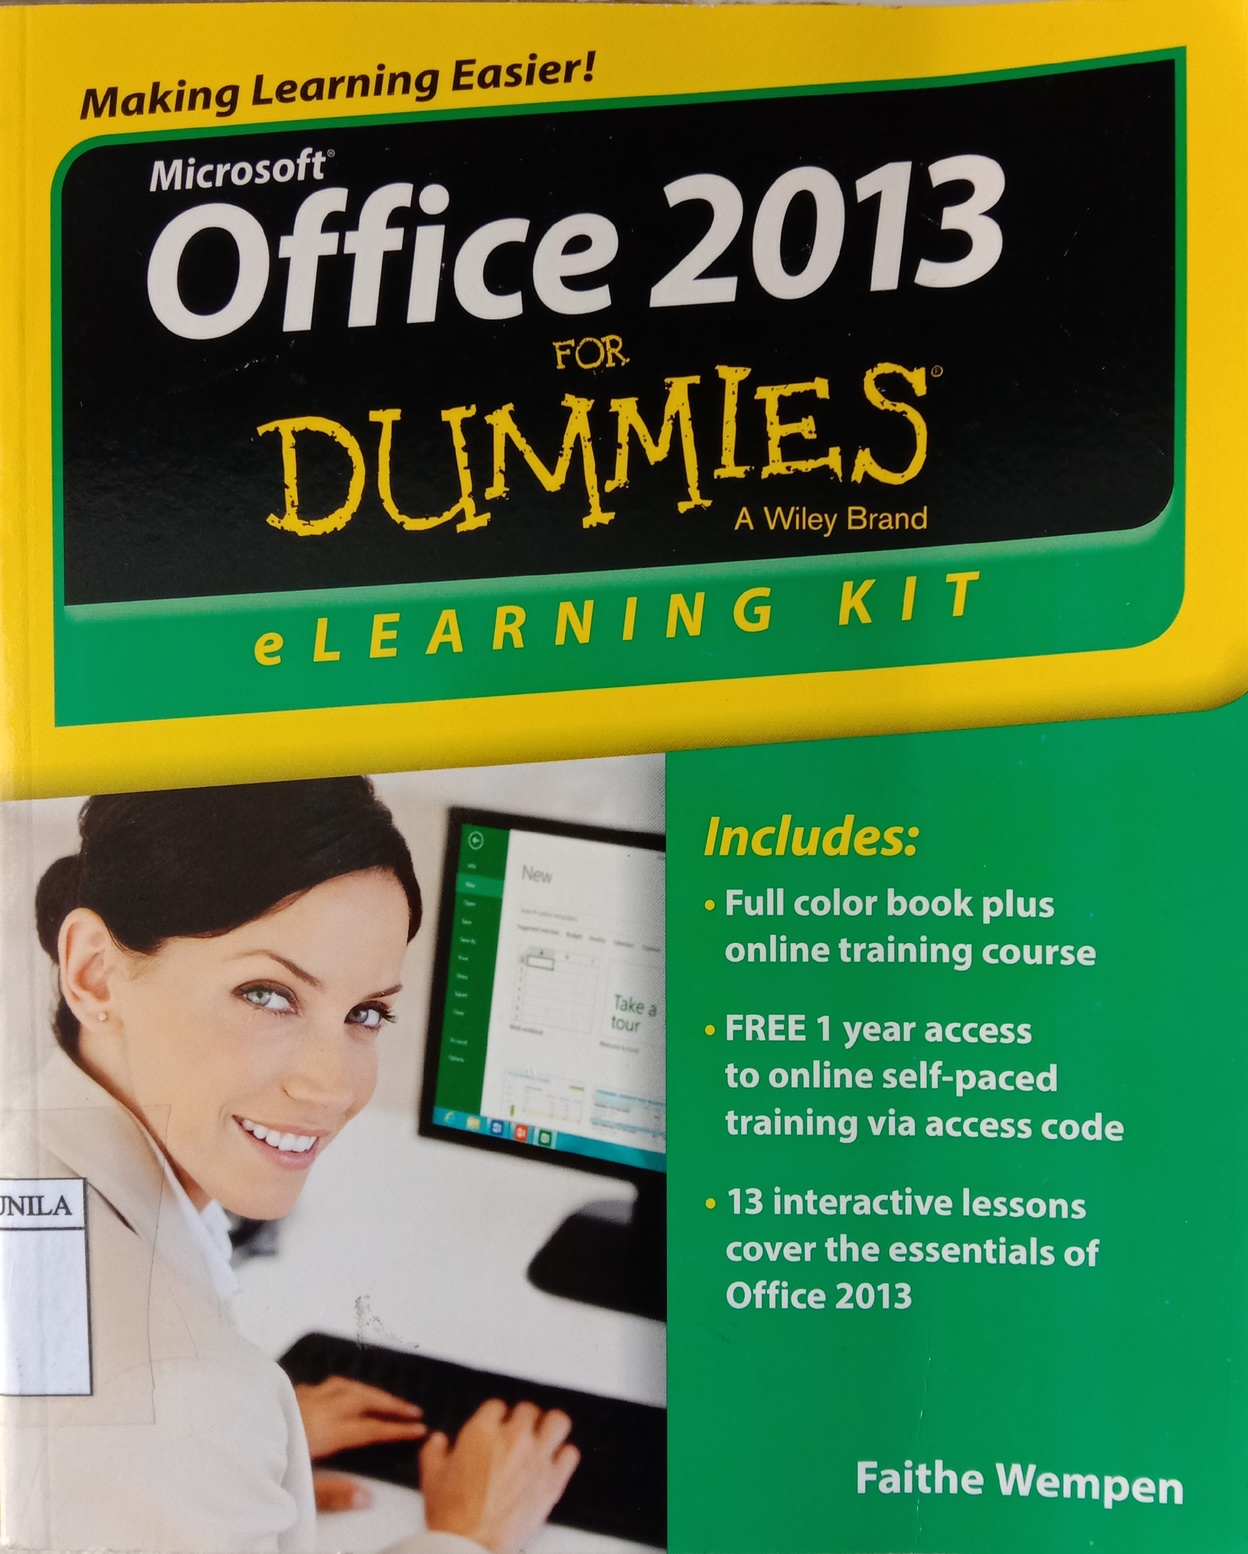 Making Learning Easier!
Microsoft®
Office 2013
FOR
DUMMIES®
A Wiley Brand
eLEARNING KIT
New
Take a
tour
Includes:
• Full color book plus
online training course
• FREE 1 year access
to online self-paced
training via access code
• 13 interactive lessons
cover the essentials of
Office 2013
UNILA
Faithe Wempen